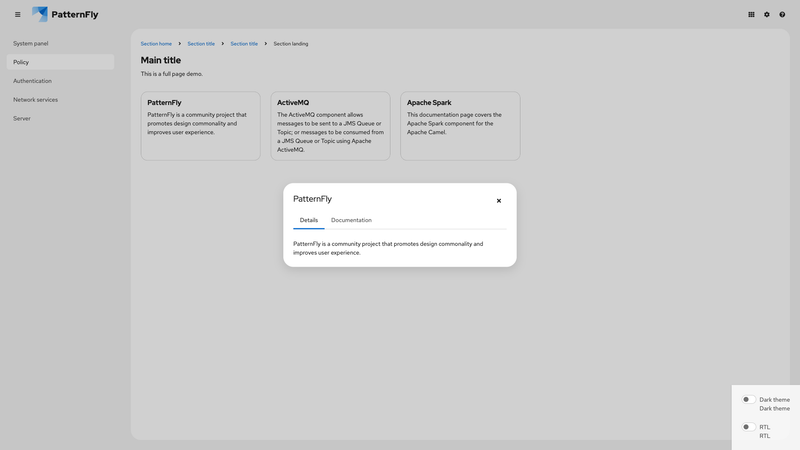 PatternFly
System panel
Policy
Authentication
Network services
Server
Section home
Section title
Section title
Section landing
Main title
This is a full page demo.
PatternFly
PatternFly is a community project that
promotes design commonality and
improves user experience.
ActiveMQ
The ActiveMQ component allows
messages to be sent to a JMS Queue or
Topic; or messages to be consumed from
a JMS Queue or Topic using Apache
ActiveMQ.
Apache Spark
This documentation page covers the
Apache Spark component for the
Apache Camel.
PatternFly
Details
Documentation
PatternFly is a community project that promotes design commonality and
improves user experience.
Dark theme
Dark theme
RTL
RTL